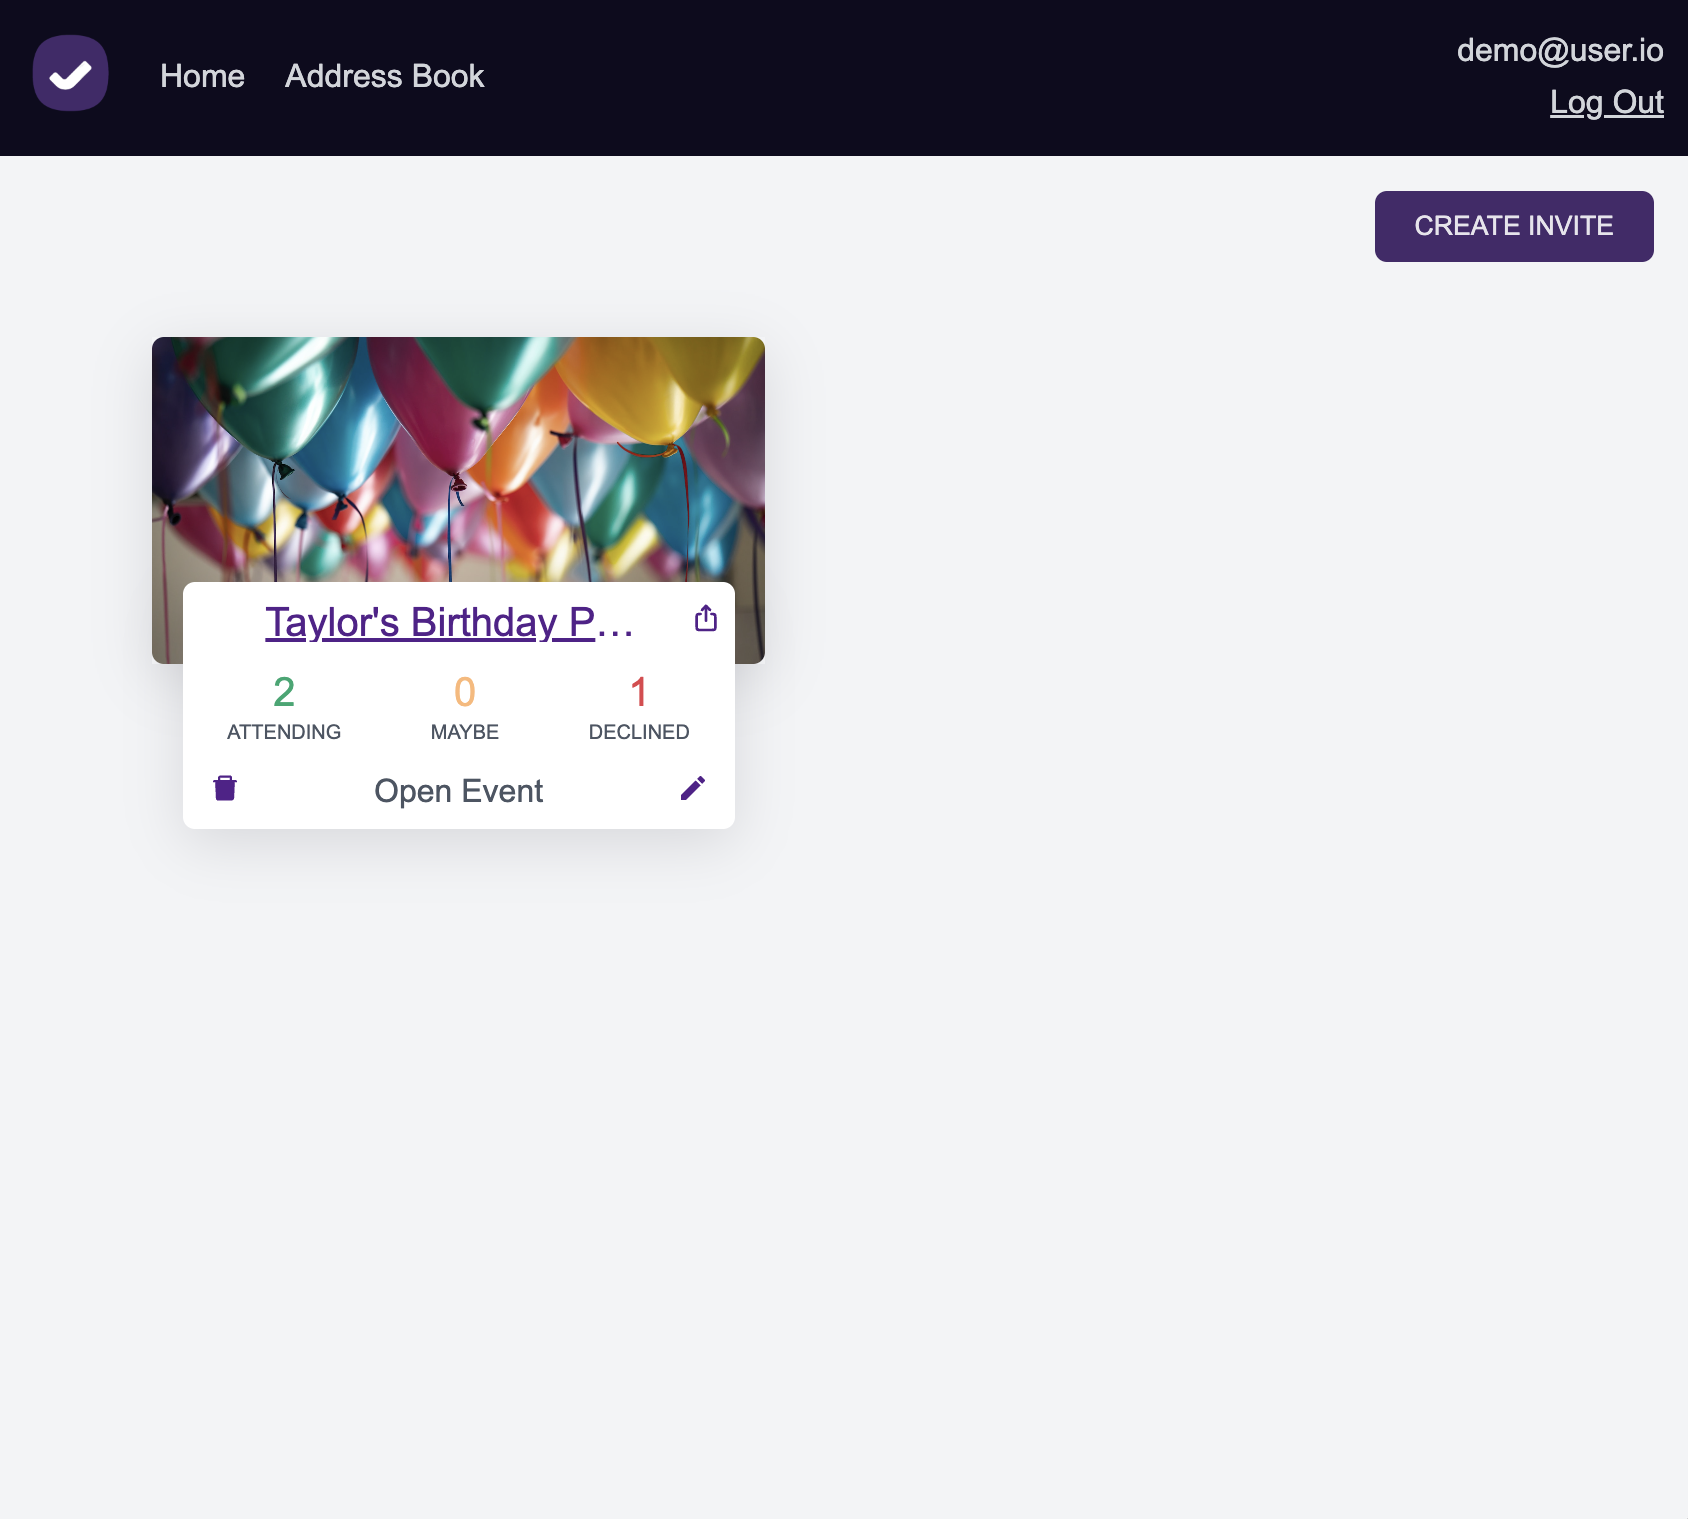 Home Address Book
demo@user.io
Log Out
CREATE INVITE
Taylor's Birthday P...
2 0 1
ATTENDING MAYBE DECLINED
Open Event